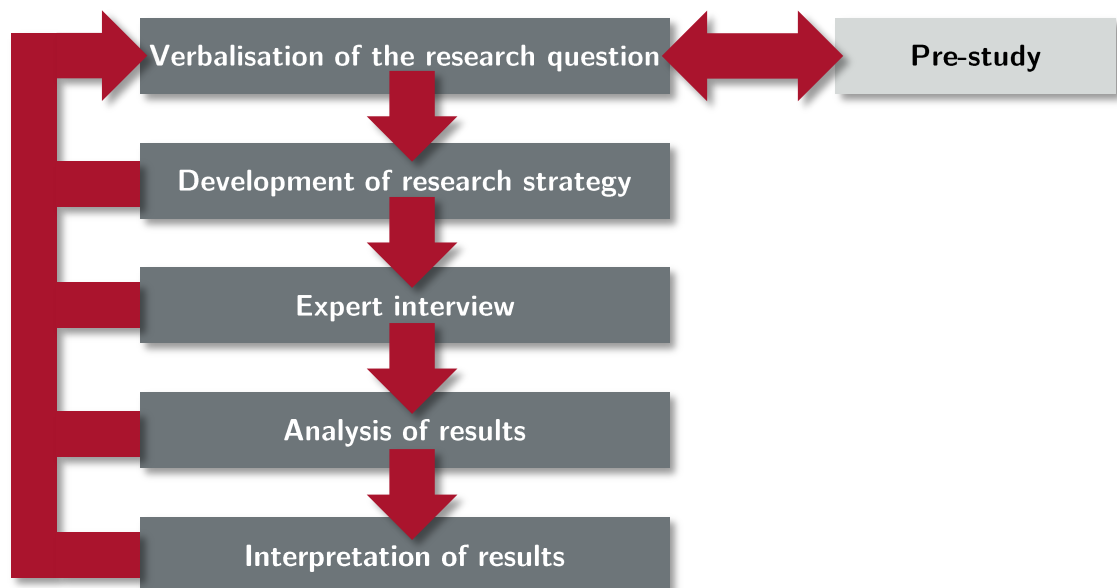 Verbalisation of the research question
Pre-study
Development of research strategy
Expert interview
Analysis of results
Interpretation of results